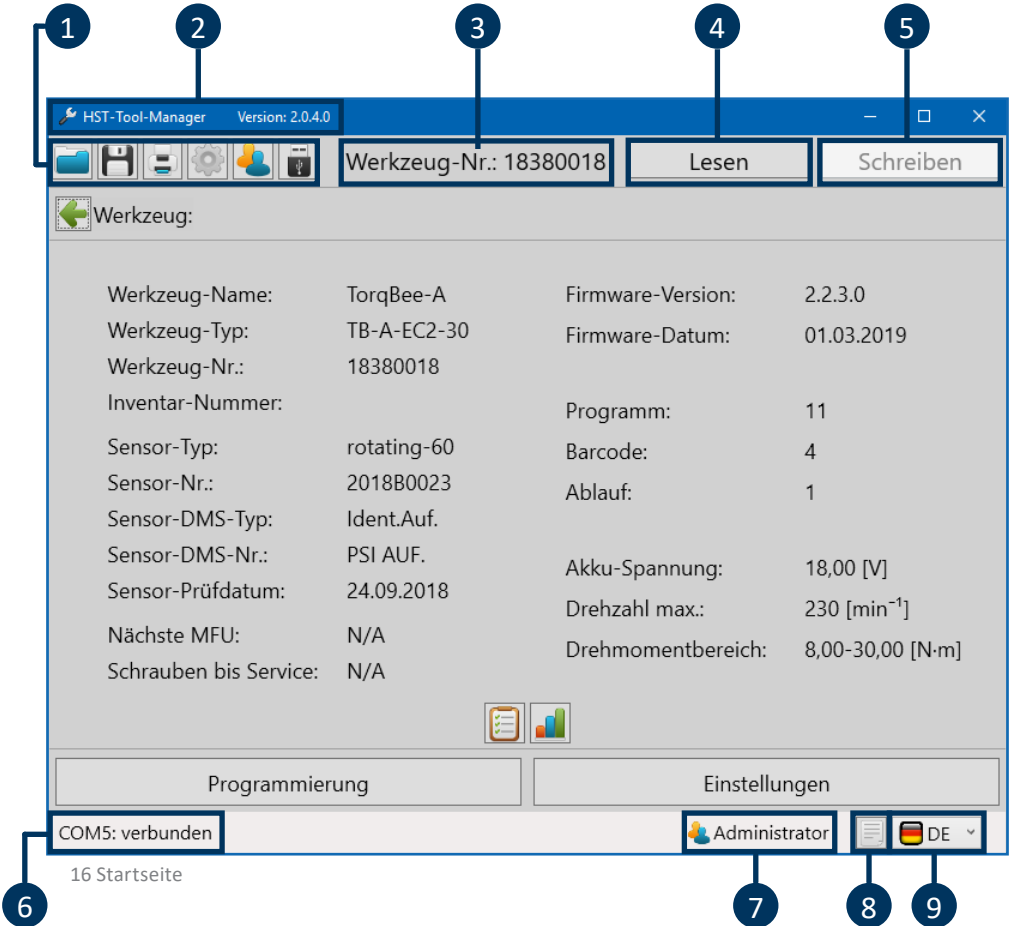 1 2 3 4 5
HST-Tool-Manager Version: 2.0.4.0
Werkzeug-Nr.: 18380018 Lesen Schreiben
Werkzeug:
Werkzeug-Name: TorqBee-A Firmware-Version: 2.2.3.0
Werkzeug-Typ: TB-A-EC2-30 Firmware-Datum: 01.03.2019
Werkzeug-Nr.: 18380018
Inventar-Nummer: Programm: 11
Sensor-Typ: rotating-60 Barcode: 4
Sensor-Nr.: 2018B0023 Ablauf: 1
Sensor-DMS-Typ: Ident.Auf.
Sensor-DMS-Nr.: PSI AUF. Akku-Spannung: 18,00 [V]
Sensor-Prüfdatum: 24.09.2018 Drehzahl max.: 230 [min⁻¹]
Nächste MFU: N/A Drehmomentbereich: 8,00-30,00 [N·m]
Schrauben bis Service: N/A
Programmierung Einstellungen
COM5: verbunden Administrator DE
16 Startseite
6 7 8 9